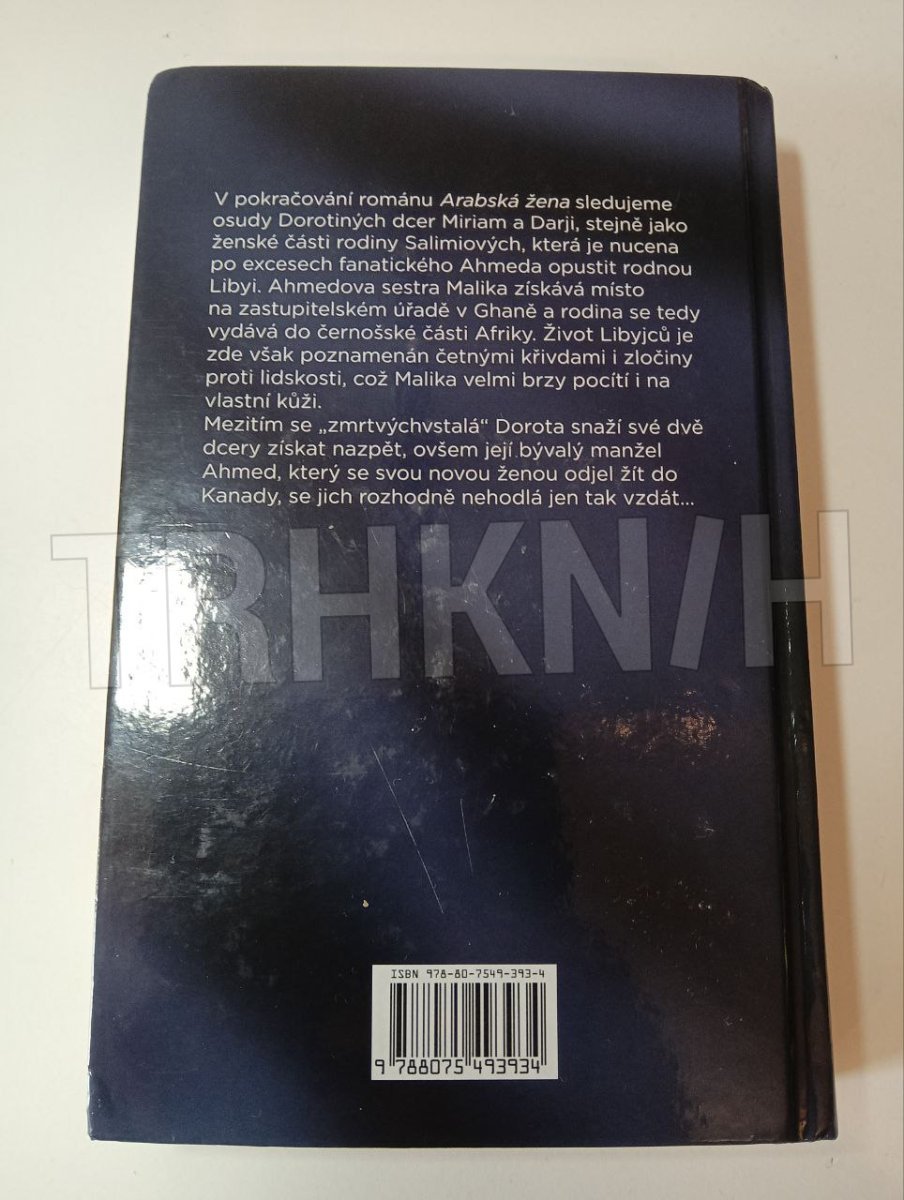 V pokračování románu Arabská žena sledujeme
osudy Dorotiných dcer Miriam a Darji, stejně jako
ženské části rodiny Salimiových, která je nucena
po excesech fanatického Ahmeda opustit rodnou
Libyi. Ahmedova sestra Malika získává místo
na zastupitelském úřadě v Ghaně a rodina se tedy
vydává do černošské části Afriky. Život Libyjců je
zde však poznamenán četnými křivdami i zločiny
proti lidskosti, což Malika velmi brzy pocítí i na
vlastní kůži.
Mezitím se „zmrtvýchvstalá“ Dorota snaží své dvě
dcery získat nazpět, ovšem její bývalý manžel
Ahmed, který se svou novou ženou odjel žít do
Kanady, se jich rozhodně nehodlá jen tak vzdát...
TRHKN/H
ISBN 978-80-7549-393-4
9 788075 493934